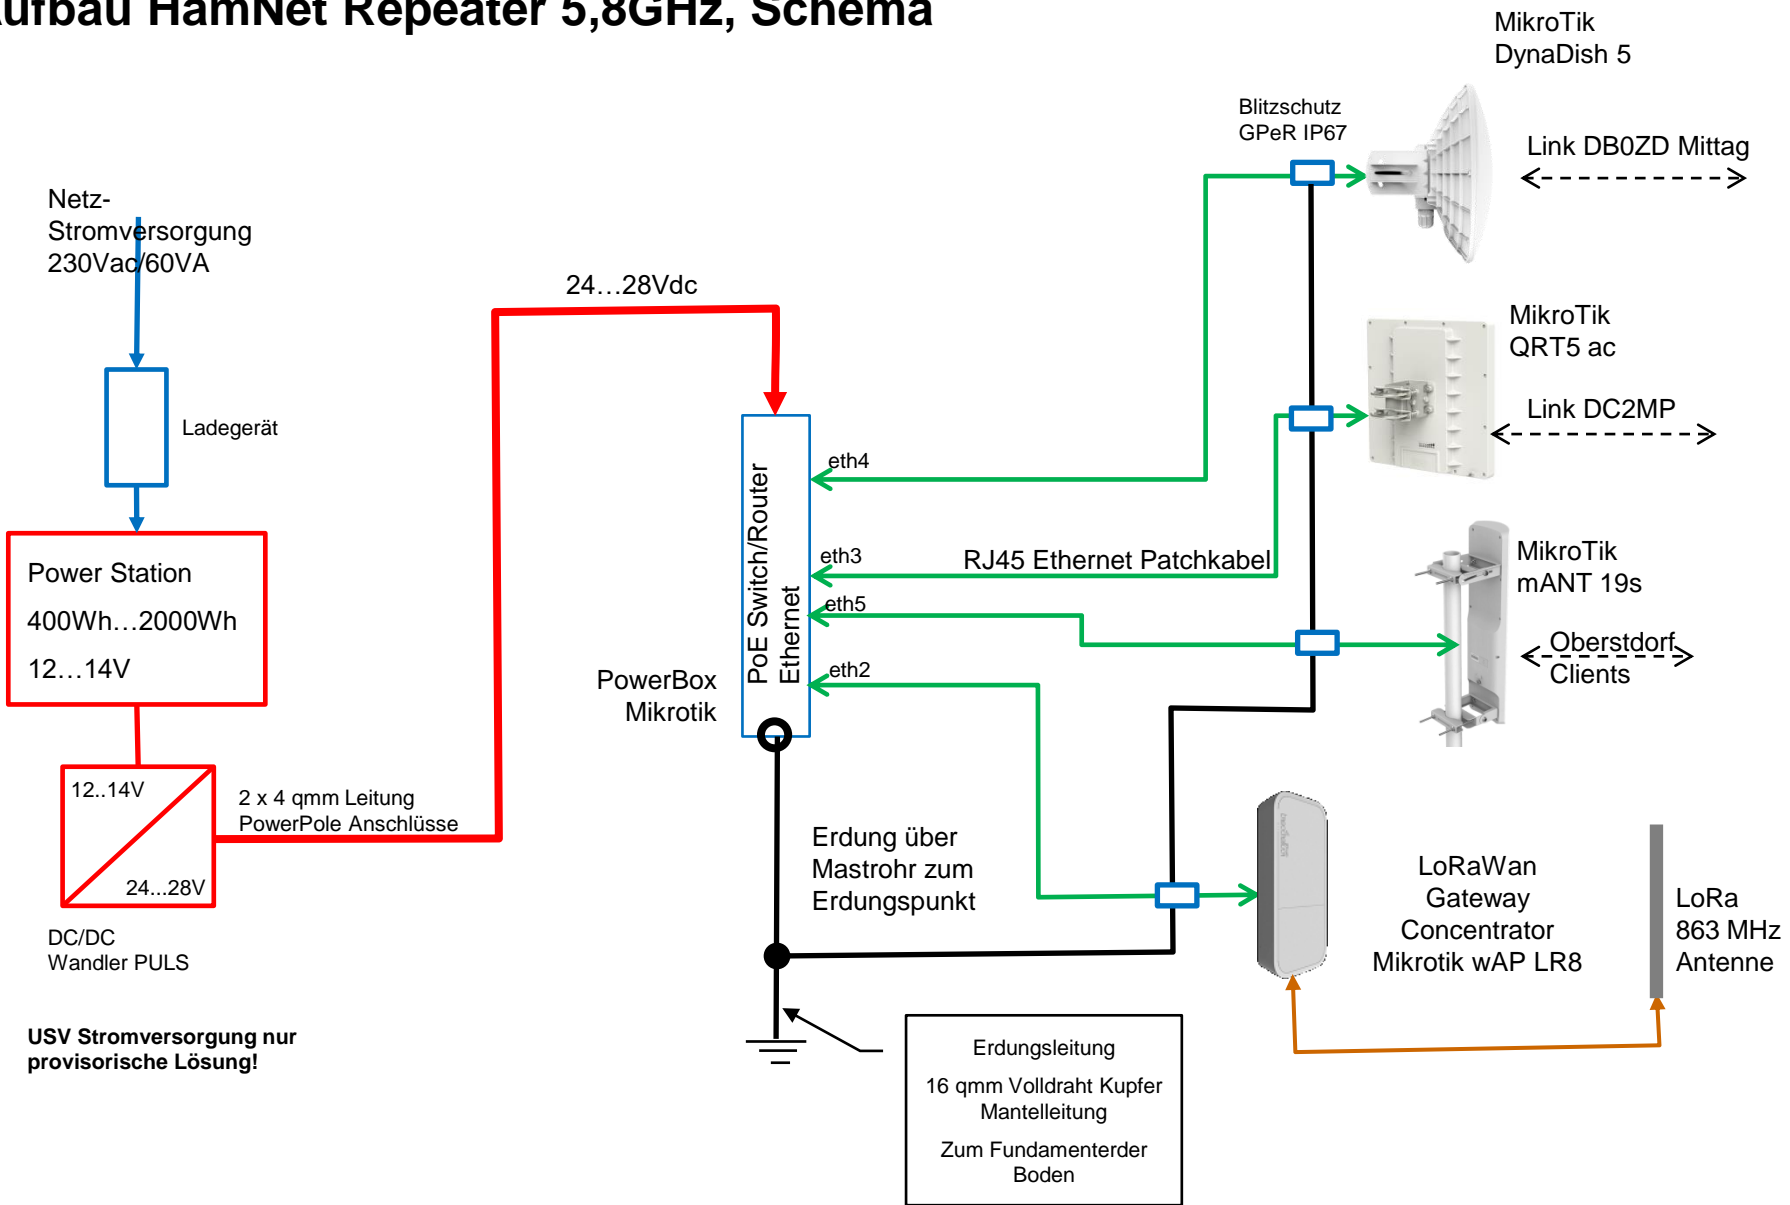 Aufbau HamNet Repeater 5,8GHz, Schema
MikroTik
DynaDish 5
Blitzschutz
GPeR IP67
Link DB0ZD Mittag
Netz-
Stromversorgung
230Vac/60VA
24…28Vdc
MikroTik
QRT5 ac
Link DC2MP
Ladegerät
eth4
PoE Switch/Router
Ethernet
eth3
RJ45 Ethernet Patchkabel
eth5
eth2
MikroTik
mANT 19s
Oberstdorf
Clients
Power Station
400Wh…2000Wh
12…14V
PowerBox
Mikrotik
12..14V
24...28V
2 x 4 qmm Leitung
PowerPole Anschlüsse
DC/DC
Wandler PULS
Erdung über
Mastrohr zum
Erdungspunkt
LoRaWan
Gateway
Concentrator
Mikrotik wAP LR8
LoRa
863 MHz
Antenne
USV Stromversorgung nur
provisorische Lösung!
Erdungsleitung
16 qmm Volldraht Kupfer
Mantelleitung
Zum Fundamenterder
Boden